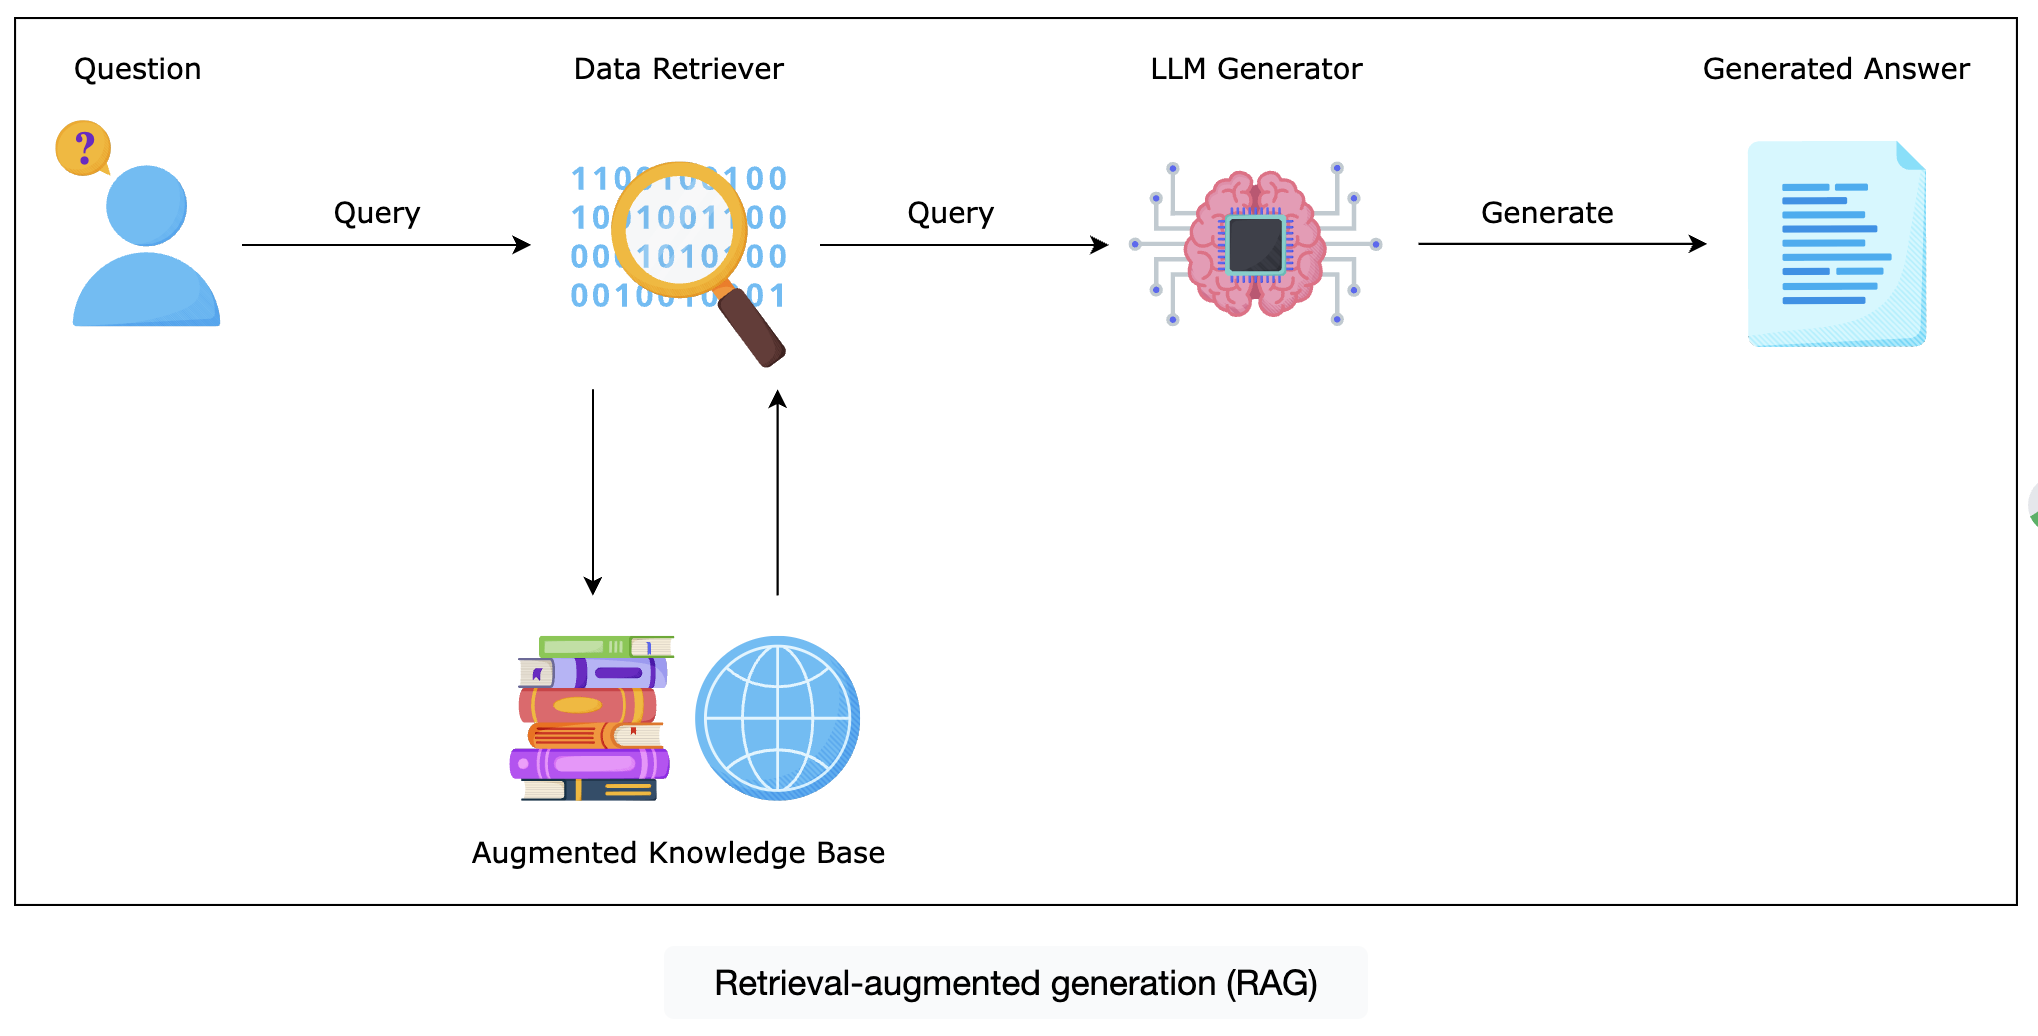 Question
Data Retriever
LLM Generator
Generated Answer
?
Query
Query
Generate
Augmented Knowledge Base
Retrieval-augmented generation (RAG)